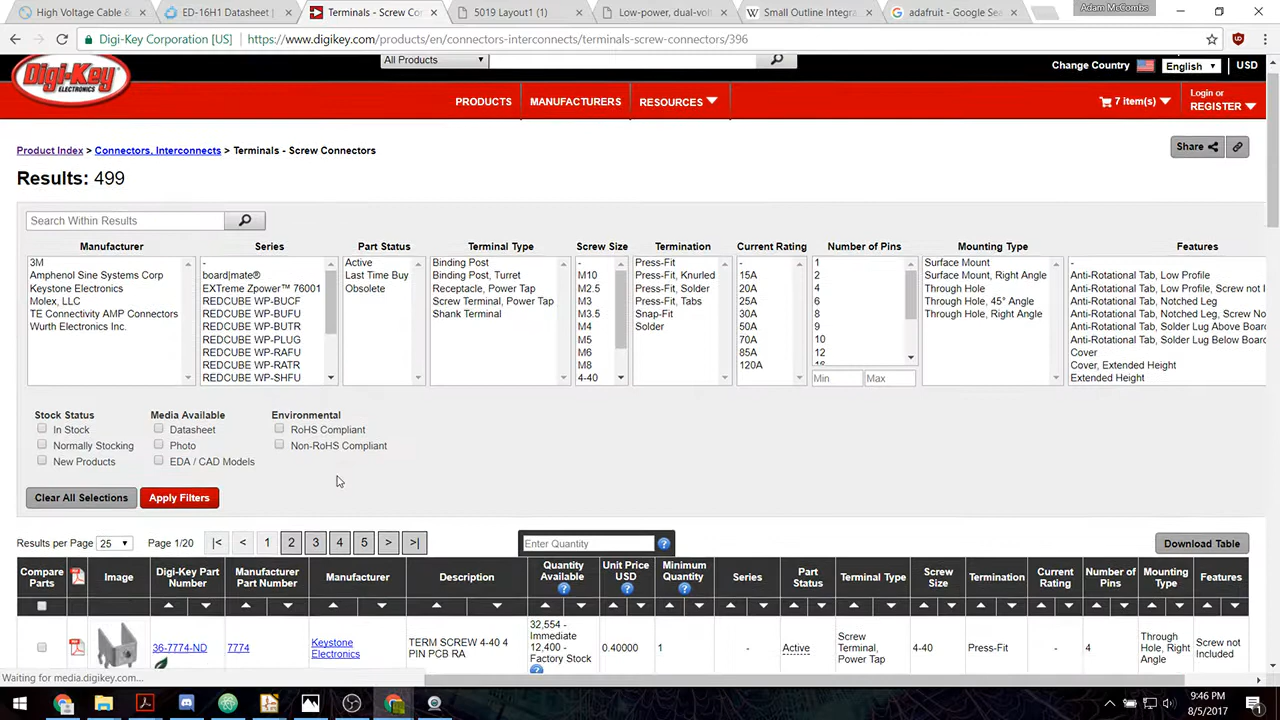 High Voltage Cable &
ED-16H1 Datasheet |
Terminals - Screw Co
5019 Layout1 (1)
Low-power, dual-vol
Small Outline Integra
adafruit - Google Sea
Adam McCombs
Digi-Key Corporation [US]
https://www.digikey.com/products/en/connectors-interconnects/terminals-screw-connectors/396
Digi-Key
ELECTRONICS
All Products
Change Country
English
USD
PRODUCTS
MANUFACTURERS
RESOURCES
7 item(s)
Login or
REGISTER
Product Index > Connectors, Interconnects > Terminals - Screw Connectors
Share
Results: 499
Search Within Results
Manufacturer
3M
Amphenol Sine Systems Corp
Keystone Electronics
Molex, LLC
TE Connectivity AMP Connectors
Wurth Electronics Inc.
Series
-
board|mate®
EXTreme Zpower™ 76001
REDCUBE WP-BUCF
REDCUBE WP-BUFU
REDCUBE WP-BUTR
REDCUBE WP-PLUG
REDCUBE WP-RAFU
REDCUBE WP-RATR
REDCUBE WP-SHFU
Part Status
Active
Last Time Buy
Obsolete
Terminal Type
Binding Post
Binding Post, Turret
Receptacle, Power Tap
Screw Terminal, Power Tap
Shank Terminal
Screw Size
-
M10
M2.5
M3
M3.5
M4
M5
M6
M8
4-40
Termination
Press-Fit
Press-Fit, Knurled
Press-Fit, Solder
Press-Fit, Tabs
Snap-Fit
Solder
Current Rating
-
15A
20A
25A
30A
50A
70A
85A
120A
Number of Pins
1
2
4
6
8
9
10
12
Min
Max
Mounting Type
Surface Mount
Surface Mount, Right Angle
Through Hole
Through Hole, 45° Angle
Through Hole, Right Angle
Features
-
Anti-Rotational Tab, Low Profile
Anti-Rotational Tab, Low Profile, Screw not I
Anti-Rotational Tab, Notched Leg
Anti-Rotational Tab, Notched Leg, Screw No
Anti-Rotational Tab, Solder Lug Above Board
Anti-Rotational Tab, Solder Lug Below Board
Cover
Cover, Extended Height
Extended Height
Stock Status
In Stock
Normally Stocking
New Products
Media Available
Datasheet
Photo
EDA / CAD Models
Environmental
RoHS Compliant
Non-RoHS Compliant
Clear All Selections
Apply Filters
Results per Page 25
Page 1/20
|< < 1 2 3 4 5 > >|
Enter Quantity
Download Table
Compare Parts
Image
Digi-Key Part Number
Manufacturer Part Number
Manufacturer
Description
Quantity Available
Unit Price USD
Minimum Quantity
Series
Part Status
Terminal Type
Screw Size
Termination
Current Rating
Number of Pins
Mounting Type
Features
36-7774-ND
7774
Keystone
Electronics
TERM SCREW 4-40 4
PIN PCB RA
32,554 -
Immediate
12,400 -
Factory Stock
0.40000
1
-
Active
Screw
Terminal,
Power Tap
4-40
Press-Fit
-
4
Through
Hole, Right
Angle
Screw not
Included
Waiting for media.digikey.com...
9:46 PM
8/5/2017